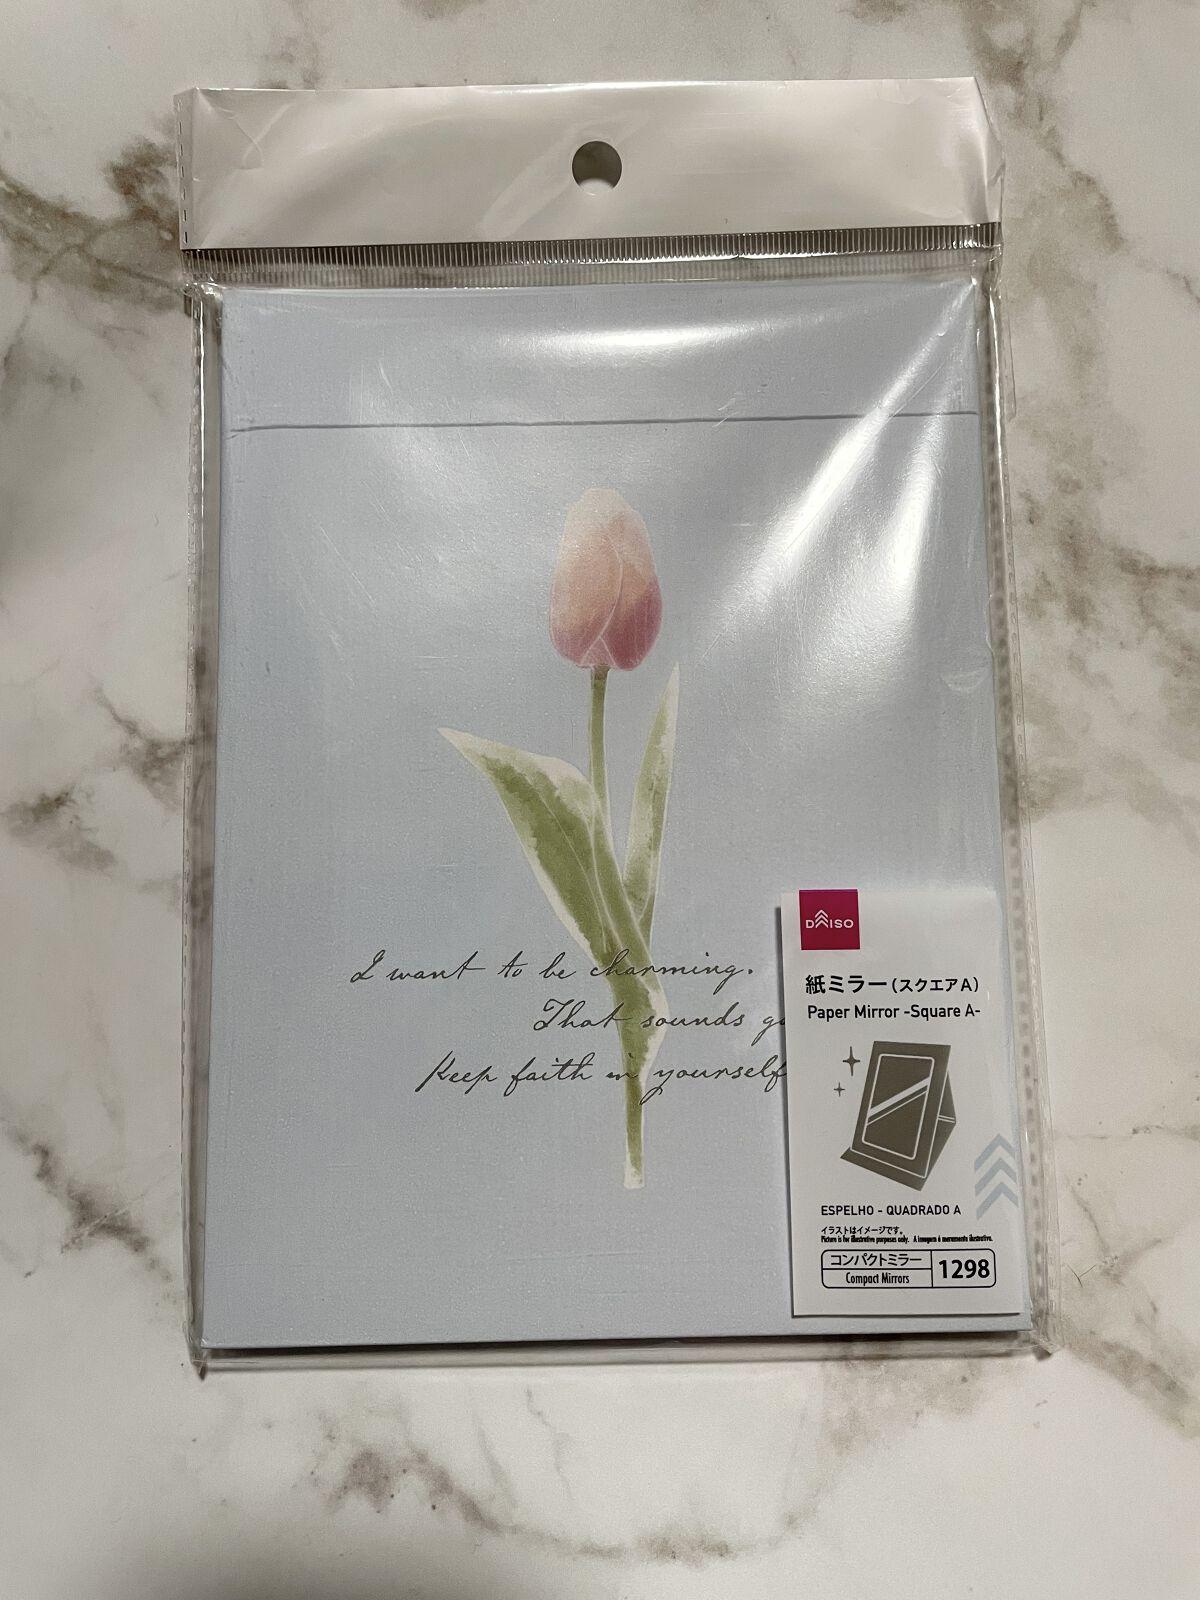 I want to be charming.
That sounds
Keep faith in yourself
DAISO
紙ミラー(スクエアA)
Paper Mirror -Square A-
ESPELHO - QUADRADO A
イラストはイメージです。
Picture is for illustrative purposes only. A imagem é meramente ilustrativa.
コンパクトミラー
Compact Mirrors
1298